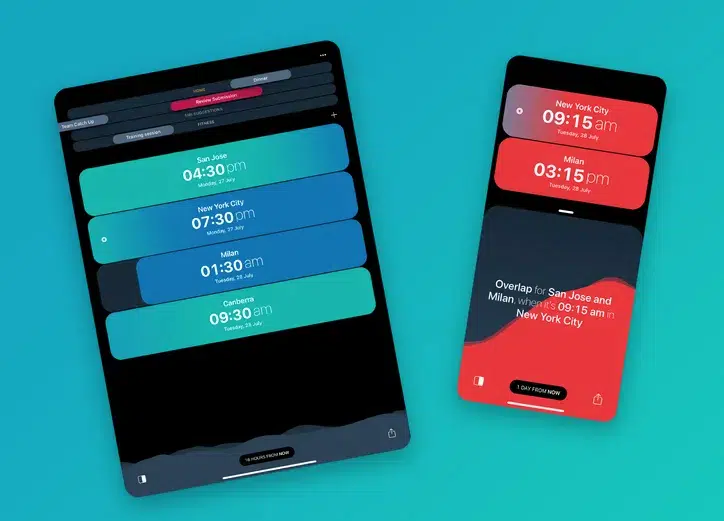 Dinner
Review Submission
Team Catch Up
Training session
FITNESS
San Jose
04:30 pm
Monday, 27 July
New York City
07:30 pm
Monday, 27 July
Milan
01:30 am
Tuesday, 28 July
Canberra
09:30 am
Tuesday, 28 July
16 HOURS FROM NOW
New York City
09:15 am
Tuesday, 28 July
Milan
03:15 pm
Tuesday, 28 July
Overlap for San Jose and
Milan, when it's 09:15 am in
New York City
1 DAY FROM NOW